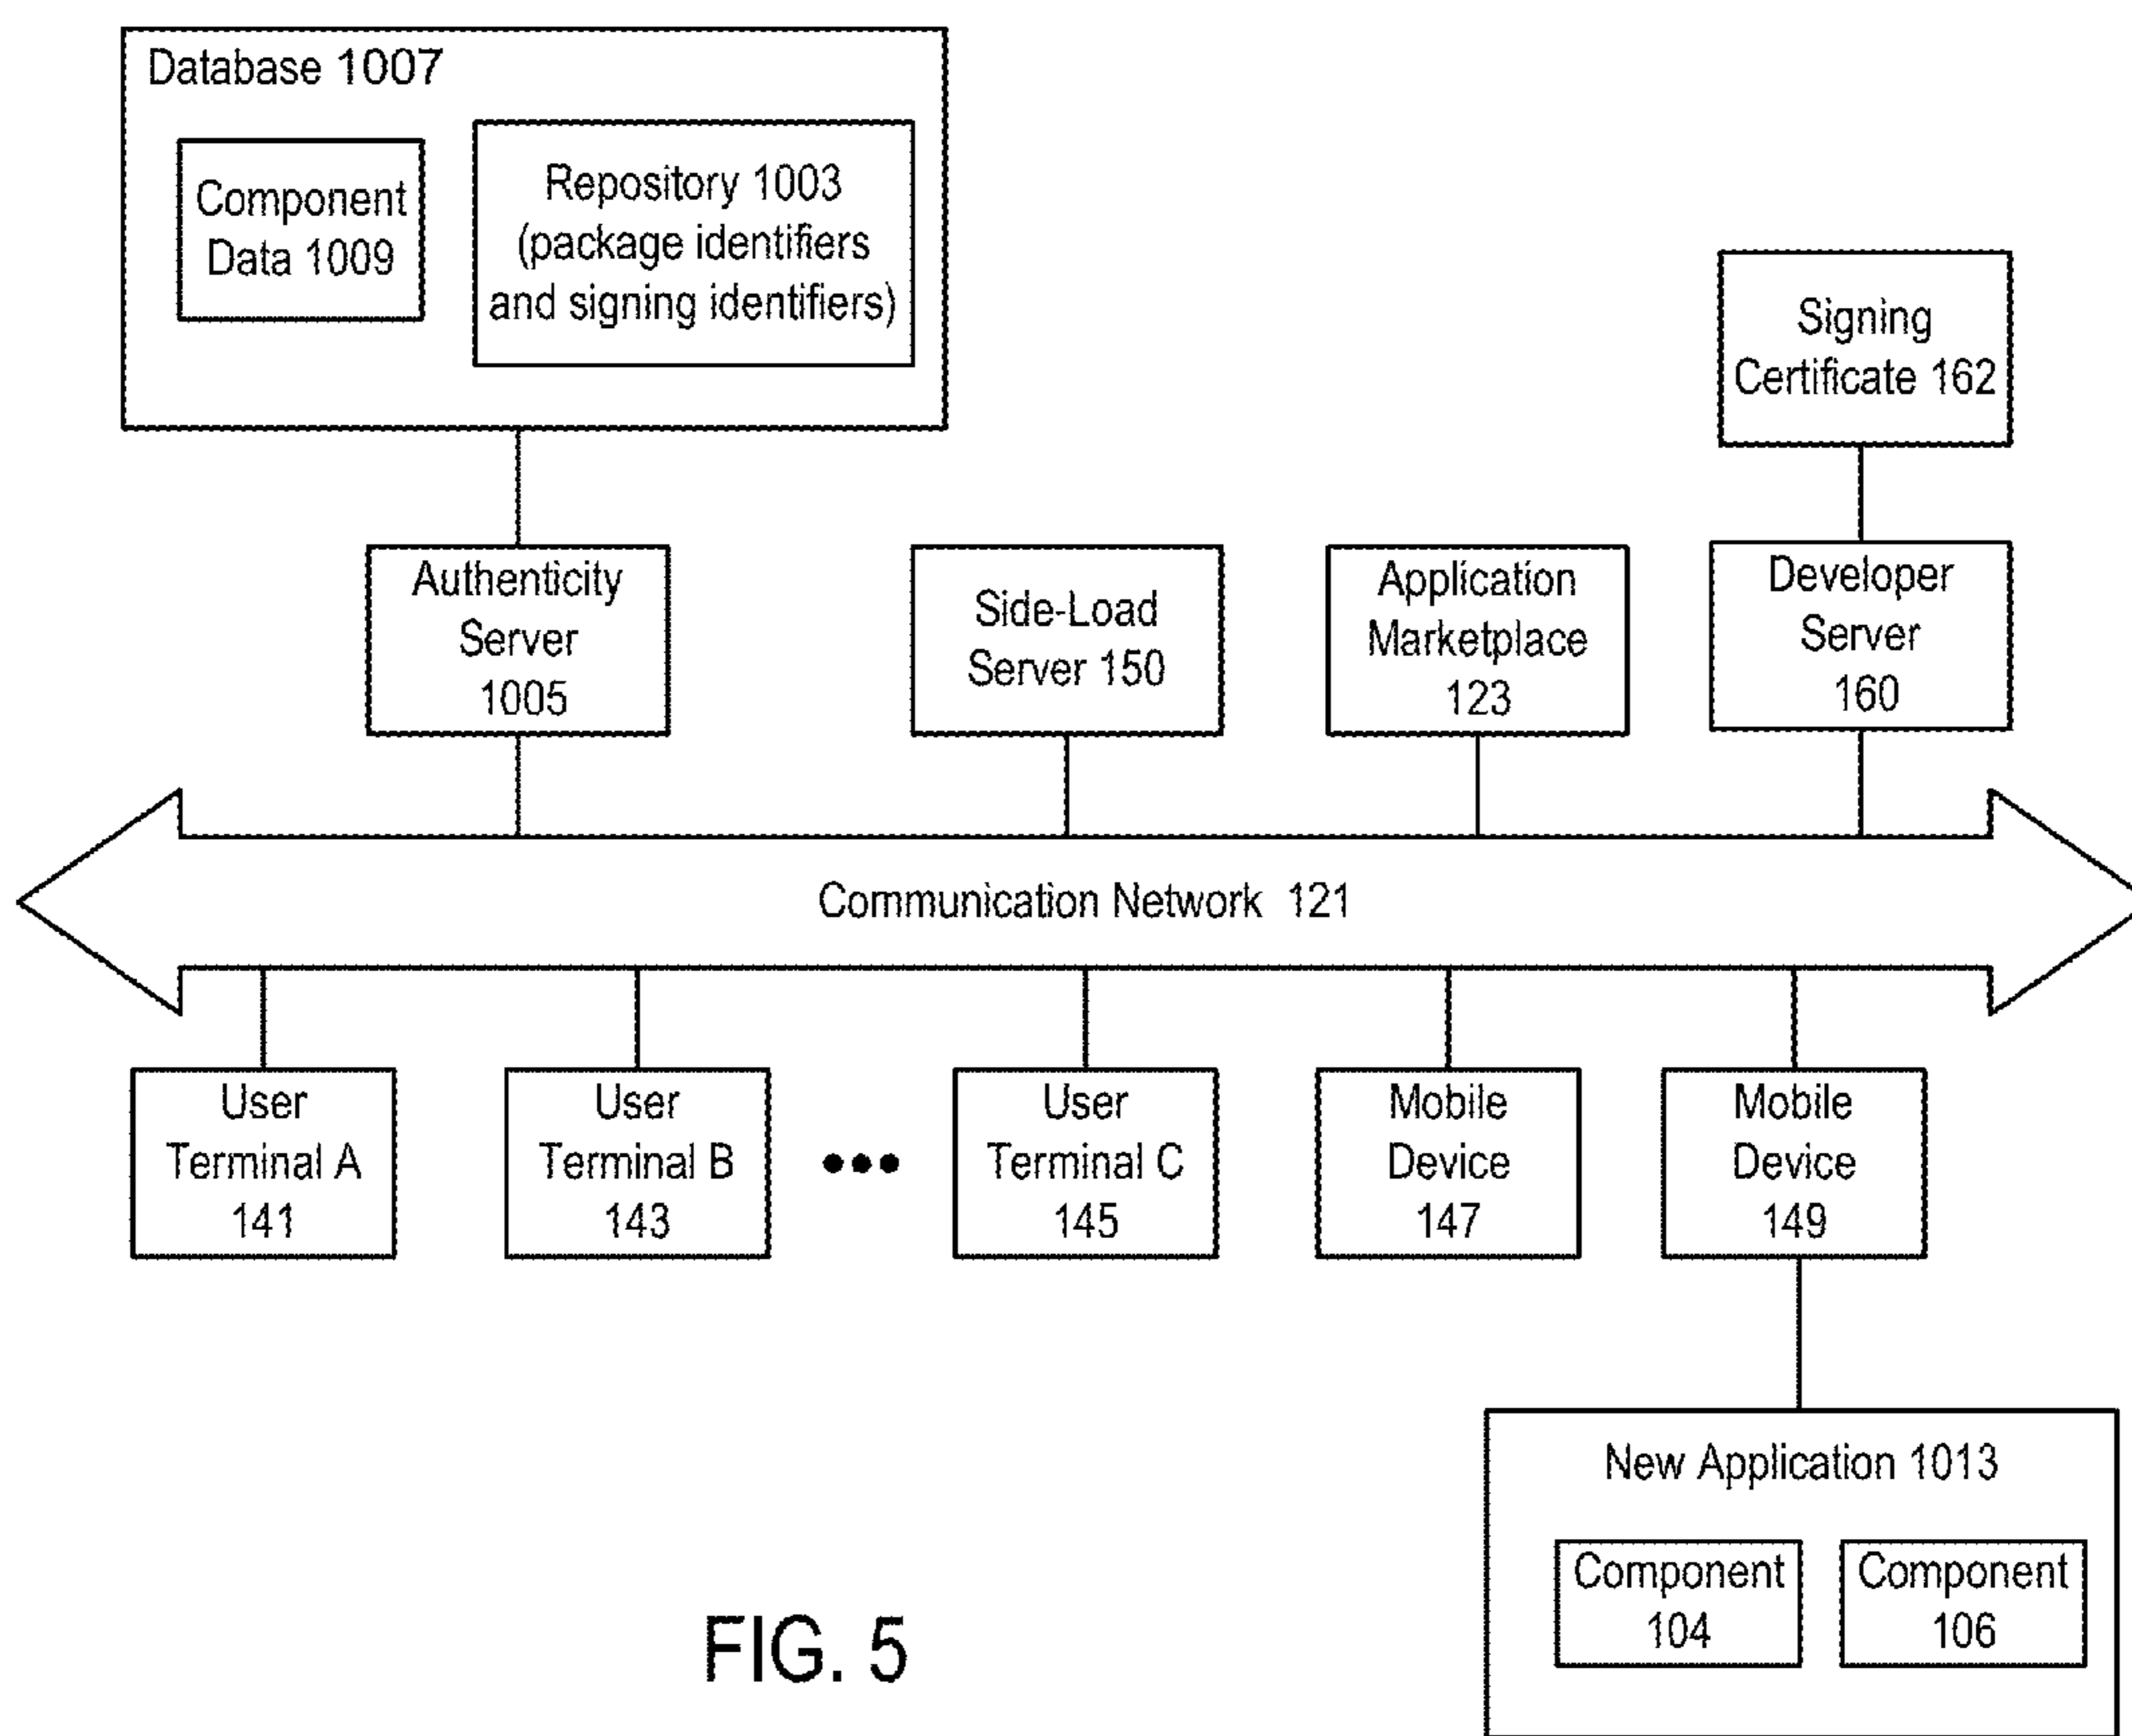 Database 1007
Component
Data 1009
Repository 1003
(package identifiers
and signing identifiers)
Signing
Certificate 162
Authenticity
Server
1005
Side-Load
Server 150
Application
Marketplace
123
Developer
Server
160
Communication Network 121
User
Terminal A
141
User
Terminal B
143
•••
User
Terminal C
145
Mobile
Device
147
Mobile
Device
149
New Application 1013
Component
104
Component
106
FIG. 5